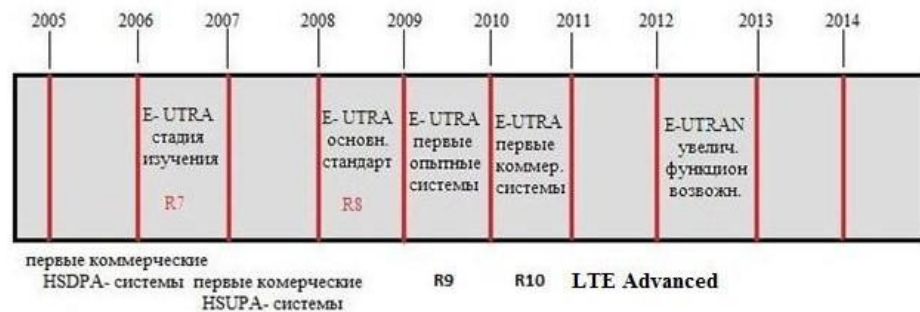 2005 2006 2007 2008 2009 2010 2011 2012 2013 2014
E- UTRA
стадия
изучения
R7
E- UTRA
основн.
стандарт
R8
E- UTRA
первые
опытные
системы
E-UTRA
первые
коммер.
системы
E-UTRAN
увелич.
функцион
возвожн.
первые коммерческие
HSDPA- системы
первые комерческие
HSUPA- системы
R9
R10
LTE Advanced